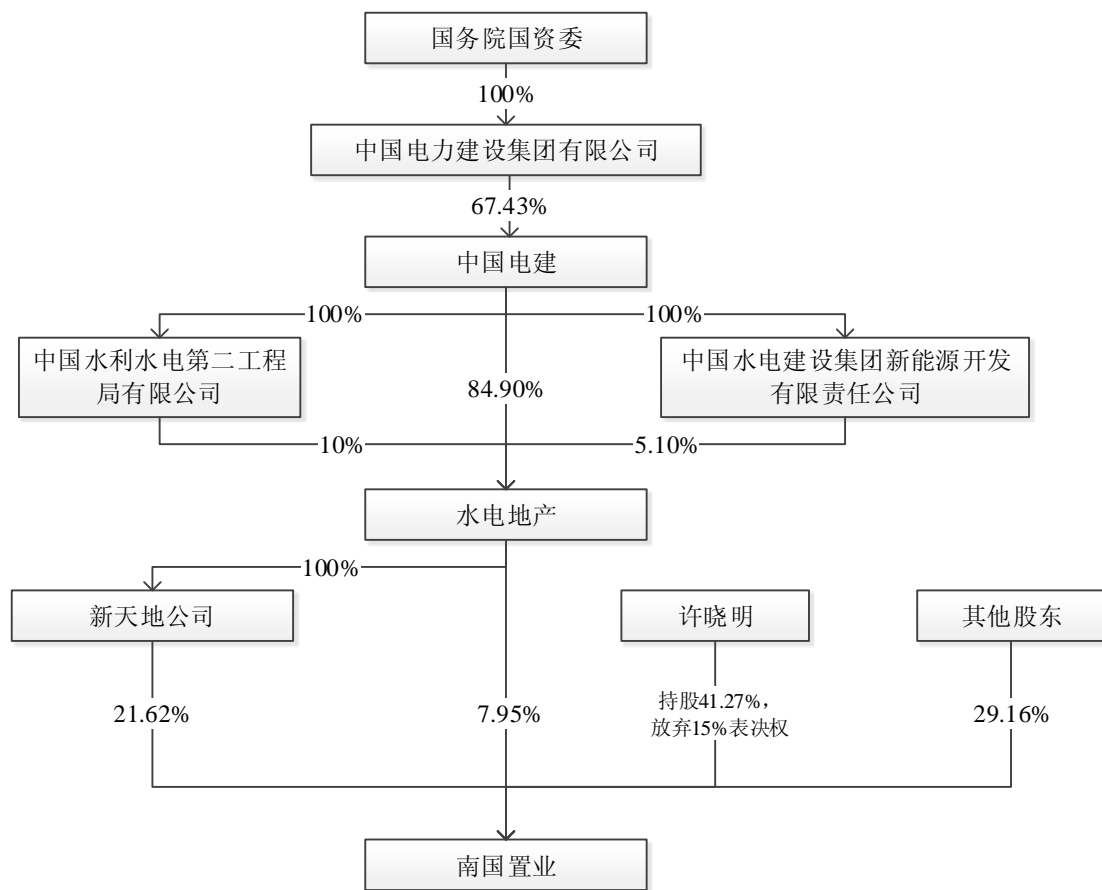 国务院国资委
100%
中国电力建设集团有限公司
67.43%
中国电建
100%
100%
中国水利水电第二工程
局有限公司
84.90%
中国水电建设集团新能源开发
有限责任公司
10%
5.10%
水电地产
100%
新天地公司
许晓明
其他股东
21.62%
7.95%
持股41.27%，
放弃15%表决权
29.16%
南国置业